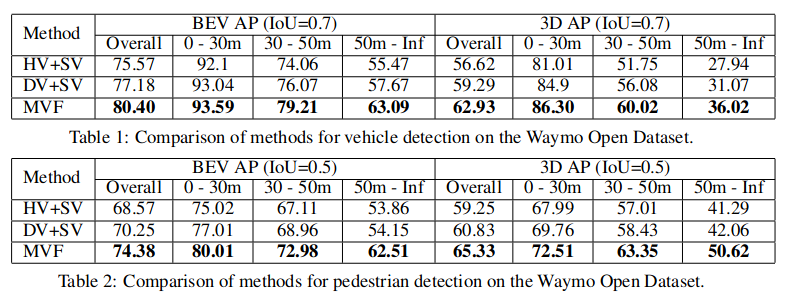 Method BEV AP (IoU=0.7) 3D AP (IoU=0.7)
Overall 0 - 30m 30 - 50m 50m - Inf Overall 0 - 30m 30 - 50m 50m - Inf
HV+SV 75.57 92.1 74.06 55.47 56.62 81.01 51.75 27.94
DV+SV 77.18 93.04 76.07 57.67 59.29 84.9 56.08 31.07
MVF 80.40 93.59 79.21 63.09 62.93 86.30 60.02 36.02
Table 1: Comparison of methods for vehicle detection on the Waymo Open Dataset.
Method BEV AP (IoU=0.5) 3D AP (IoU=0.5)
Overall 0 - 30m 30 - 50m 50m - Inf Overall 0 - 30m 30 - 50m 50m - Inf
HV+SV 68.57 75.02 67.11 53.86 59.25 67.99 57.01 41.29
DV+SV 70.25 77.01 68.96 54.15 60.83 69.76 58.43 42.06
MVF 74.38 80.01 72.98 62.51 65.33 72.51 63.35 50.62
Table 2: Comparison of methods for pedestrian detection on the Waymo Open Dataset.